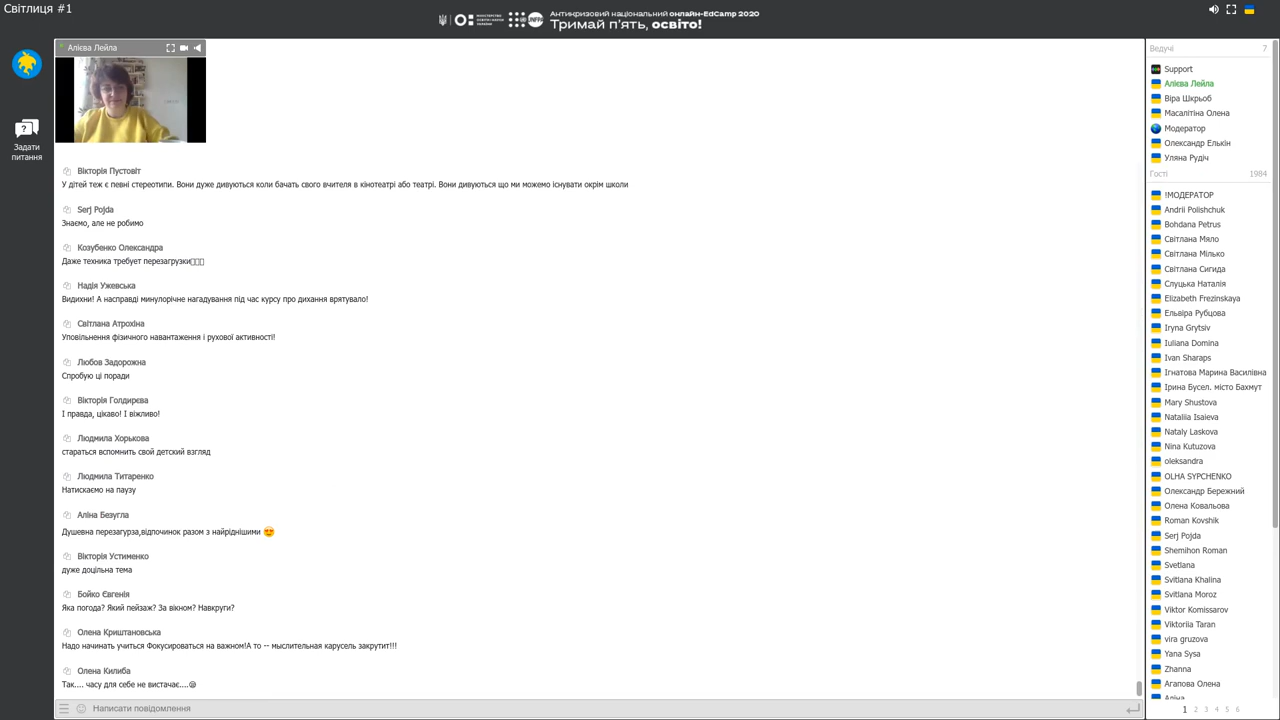 Світлиця #1
МІНІСТЕРСТВО
ОСВІТИ І НАУКИ
УКРАЇНИ
Антикризовий національний онлайн-EdCamp 2020
Тримай п'ять, освіто!
Задати
питання
Алієва Лейла
Вікторія Пустовіт
У дітей теж є певні стереотипи. Вони дуже дивуються коли бачать свого вчителя в кінотеатрі або театрі. Вони дивуються що ми можемо існувати окрім школи
Serj Pojda
Знаємо, але не робимо
Козубенко Олександра
Даже техника требует перезагрузки
Надія Ужевська
Видихни! А насправді минулорічне нагадування під час курсу про дихання врятувало!
Світлана Атрохіна
Уповільнення фізичного навантаження і рухової активності!
Любов Задорожна
Спробую ці поради
Вікторія Голдирєва
І правда, цікаво! І віжливо!
Людмила Хорькова
стараться вспомнить свой детский взгляд
Людмила Титаренко
Натискаємо на паузу
Аліна Безугла
Душевна перезагурза,відпочинок разом з найріднішими
Вікторія Устименко
дуже доцільна тема
Бойко Євгенія
Яка погода? Який пейзаж? За вікном? Навкруги?
Олена Криштановська
Надо начинать учиться Фокусироваться на важном!А то -- мыслительная карусель закрутит!!!
Олена Килиба
Так.... часу для себе не вистачає....@
Написати повідомлення
Ведучі 7
Support
Алієва Лейла
Віра Шкрьоб
Масалітіна Олена
Модератор
Олександр Елькін
Уляна Рудіч
Гості 1984
!МОДЕРАТОР
Andrii Polishchuk
Bohdana Petrus
Світлана Мяло
Світлана Мілько
Світлана Сигида
Слуцька Наталія
Elizabeth Frezinskaya
Ельвіра Рубцова
Iryna Grytsiv
Iuliana Domina
Ivan Sharaps
Ігнатова Марина Василівна
Ірина Бусел. місто Бахмут
Mary Shustova
Nataliia Isaieva
Nataly Laskova
Nina Kutuzova
oleksandra
OLHA SYPCHENKO
Олександр Бережний
Олена Ковальова
Roman Kovshik
Serj Pojda
Shemihon Roman
Svetlana
Svitlana Khalina
Svitlana Moroz
Viktor Komissarov
Viktoriia Taran
vira gruzova
Yana Sysa
Zhanna
Агапова Олена
Аліна
1 2 3 4 5 6